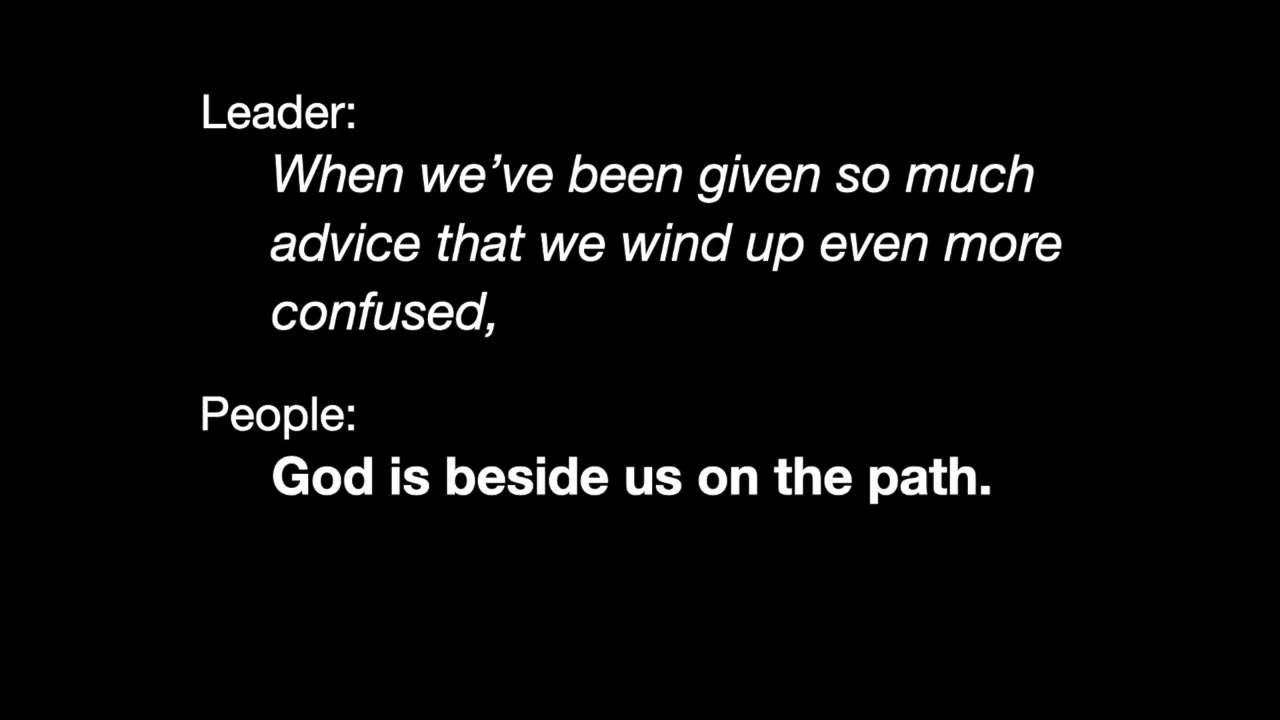 Leader:
When we’ve been given so much
advice that we wind up even more
confused,
People:
God is beside us on the path.